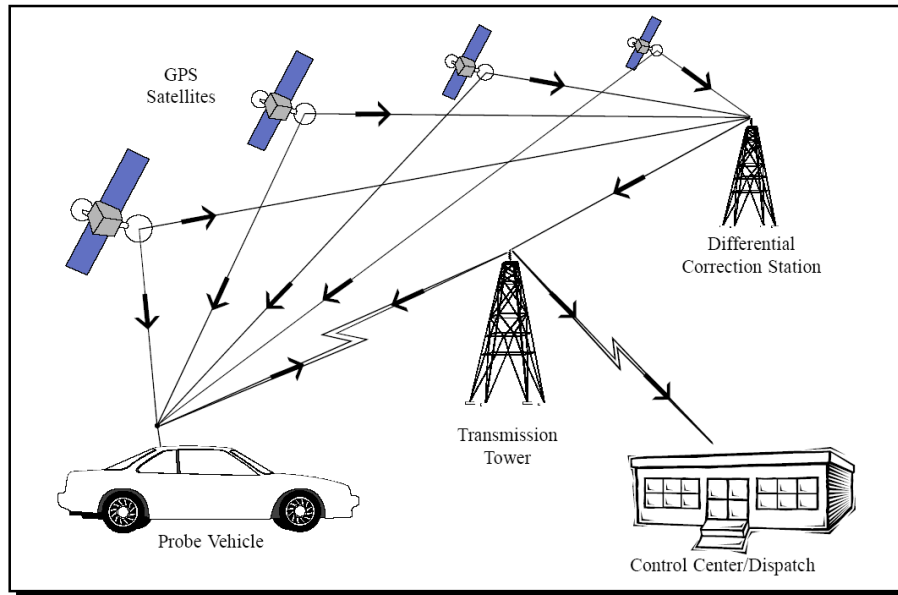 GPS
Satellites
Differential
Correction Station
Transmission
Tower
Probe Vehicle
Control Center/Dispatch